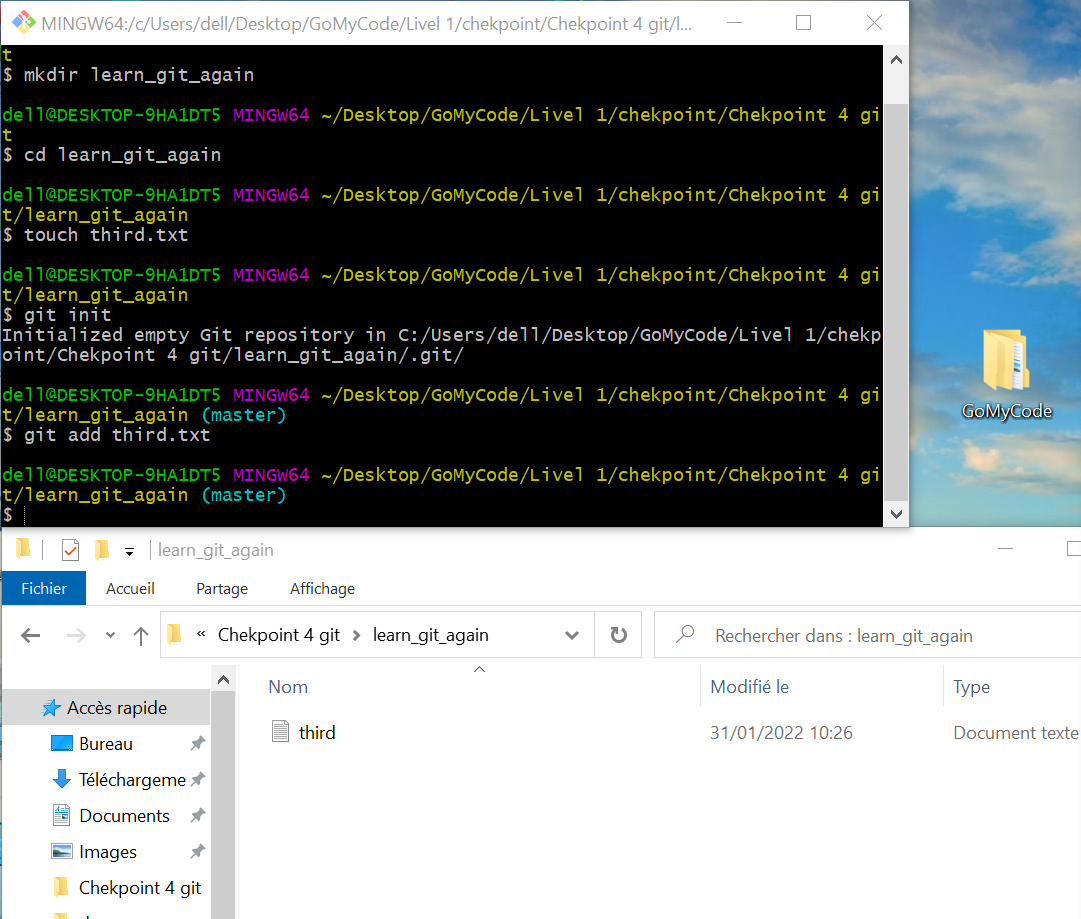 MINGW64:/c/Users/dell/Desktop/GoMyCode/Livel 1/chekpoint/Chekpoint 4 git/l...
t
$ mkdir learn_git_again
dell@DESKTOP-9HA1DT5 MINGW64 ~/Desktop/GoMyCode/Livel 1/chekpoint/Chekpoint 4 gi
t
$ cd learn_git_again
dell@DESKTOP-9HA1DT5 MINGW64 ~/Desktop/GoMyCode/Livel 1/chekpoint/Chekpoint 4 gi
t/learn_git_again
$ touch third.txt
dell@DESKTOP-9HA1DT5 MINGW64 ~/Desktop/GoMyCode/Livel 1/chekpoint/Chekpoint 4 gi
t/learn_git_again
$ git init
Initialized empty Git repository in C:/Users/dell/Desktop/GoMyCode/Livel 1/chekp
oint/Chekpoint 4 git/learn_git_again/.git/
dell@DESKTOP-9HA1DT5 MINGW64 ~/Desktop/GoMyCode/Livel 1/chekpoint/Chekpoint 4 gi
t/learn_git_again (master)
$ git add third.txt
dell@DESKTOP-9HA1DT5 MINGW64 ~/Desktop/GoMyCode/Livel 1/chekpoint/Chekpoint 4 gi
t/learn_git_again (master)
$
GoMyCode
learn_git_again
Fichier Accueil Partage Affichage
« Chekpoint 4 git learn_git_again Rechercher dans : learn_git_again
Nom Modifié le Type
third 31/01/2022 10:26 Document texte
Accès rapide
Bureau
Téléchargeme
Documents
Images
Chekpoint 4 git